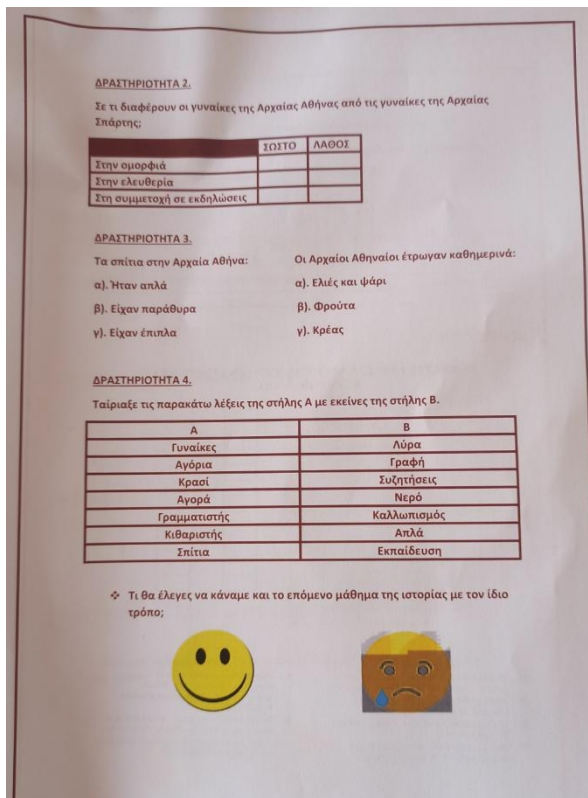 ΔΡΑΣΤΗΡΙΟΤΗΤΑ 2.
Σε τι διαφέρουν οι γυναίκες της Αρχαίας Αθήνας από τις γυναίκες της Αρχαίας
Σπάρτης;
ΣΩΣΤΟ ΛΑΘΟΣ
Στην ομορφιά
Στην ελευθερία
Στη συμμετοχή σε εκδηλώσεις
ΔΡΑΣΤΗΡΙΟΤΗΤΑ 3.
Τα σπίτια στην Αρχαία Αθήνα: Οι Αρχαίοι Αθηναίοι έτρωγαν καθημερινά:
α). Ήταν απλά α). Ελιές και ψάρι
β). Είχαν παράθυρα β). Φρούτα
γ). Είχαν έπιπλα γ). Κρέας
ΔΡΑΣΤΗΡΙΟΤΗΤΑ 4.
Ταίριαξε τις παρακάτω λέξεις της στήλης Α με εκείνες της στήλης Β.
Α Β
Γυναίκες Λύρα
Αγόρια Γραφή
Κρασί Συζητήσεις
Αγορά Νερό
Γραμματιστής Καλλωπισμός
Κιθαριστής Απλά
Σπίτια Εκπαίδευση
❖ Τι θα έλεγες να κάναμε και το επόμενο μάθημα της ιστορίας με τον ίδιο
τρόπο;